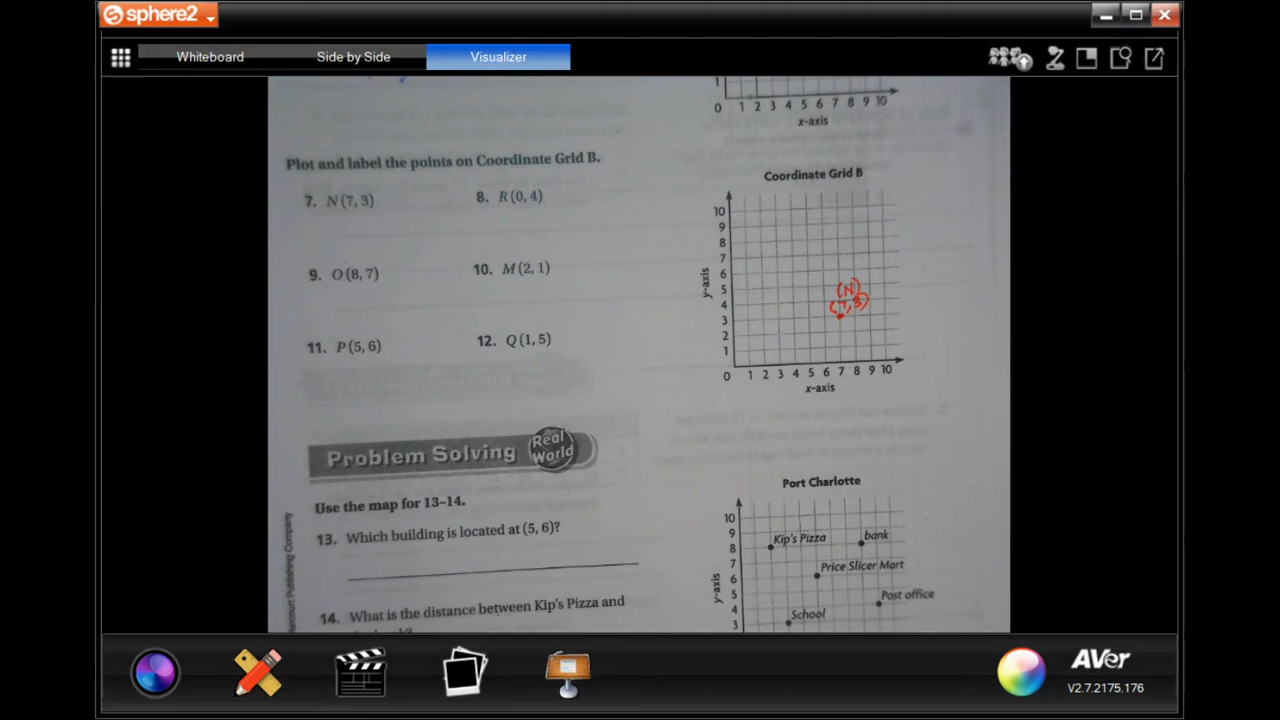 sphere2
Whiteboard
Side by Side
Visualizer
1
0 1 2 3 4 5 6 7 8 9 10
x-axis
Plot and label the points on Coordinate Grid B.
7. N (7, 3)
8. R (0, 4)
9. O (8, 7)
10. M (2, 1)
11. P (5, 6)
12. Q (1, 5)
Coordinate Grid B
10
9
8
7
6
5
4
3
2
1
y-axis
(N)
(7,3)
0 1 2 3 4 5 6 7 8 9 10
x-axis
Problem Solving Real World
Use the map for 13–14.
13. Which building is located at (5, 6)?
14. What is the distance between Kip's Pizza and
Harcourt Publishing Company
Port Charlotte
10
9
8
7
6
5
4
3
y-axis
Kip's Pizza
bank
Price Slicer Mart
Post office
School
AVer
V2.7.2175.176